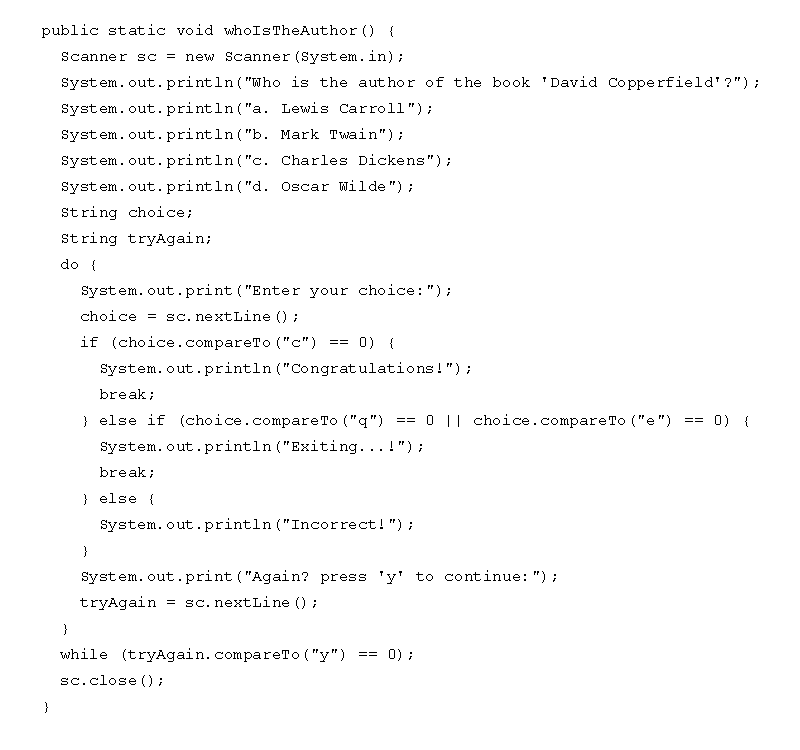 public static void whoIsTheAuthor() {
Scanner sc = new Scanner(System.in);
System.out.println("Who is the author of the book 'David Copperfield'?");
System.out.println("a. Lewis Carroll");
System.out.println("b. Mark Twain");
System.out.println("c. Charles Dickens");
System.out.println("d. Oscar Wilde");
String choice;
String tryAgain;
do {
System.out.print("Enter your choice:");
choice = sc.nextLine();
if (choice.compareTo("c") == 0) {
System.out.println("Congratulations!");
break;
} else if (choice.compareTo("q") == 0 || choice.compareTo("e") == 0) {
System.out.println("Exiting...!");
break;
} else {
System.out.println("Incorrect!");
}
System.out.print("Again? press 'y' to continue:");
tryAgain = sc.nextLine();
}
while (tryAgain.compareTo("y") == 0);
sc.close();
}